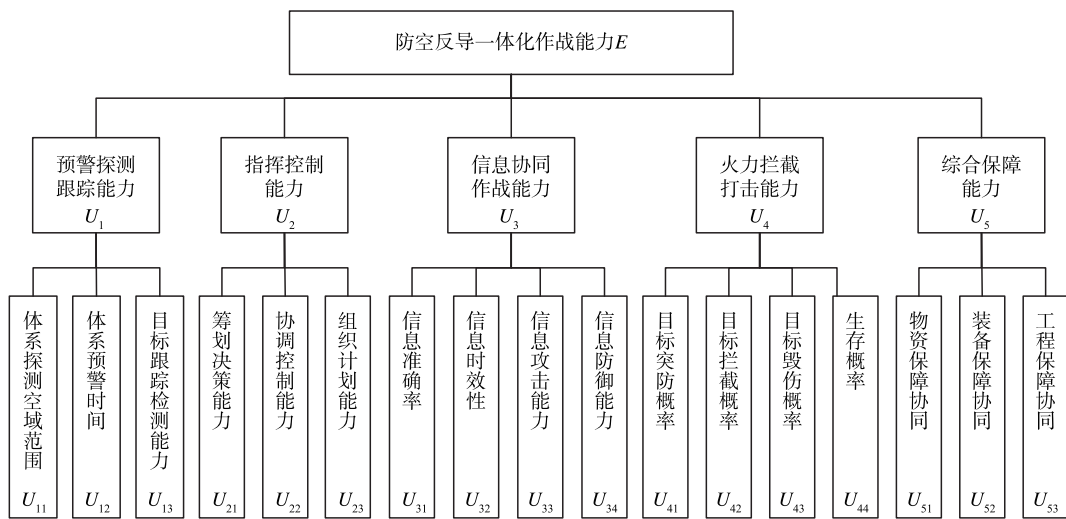 防空反导一体化作战能力E
预警探测
跟踪能力
U1
指挥控制
能力
U2
信息协同
作战能力
U3
火力拦截
打击能力
U4
综合保障
能力
U5
体系探测空域范围
U11
体系预警时间
U12
目标跟踪检测能力
U13
筹划决策能力
U21
协调控制能力
U22
组织计划能力
U23
信息准确率
U31
信息时效性
U32
信息攻击能力
U33
信息防御能力
U34
目标突防概率
U41
目标拦截概率
U42
目标毁伤概率
U43
生存概率
U44
物资保障协同
U51
装备保障协同
U52
工程保障协同
U53